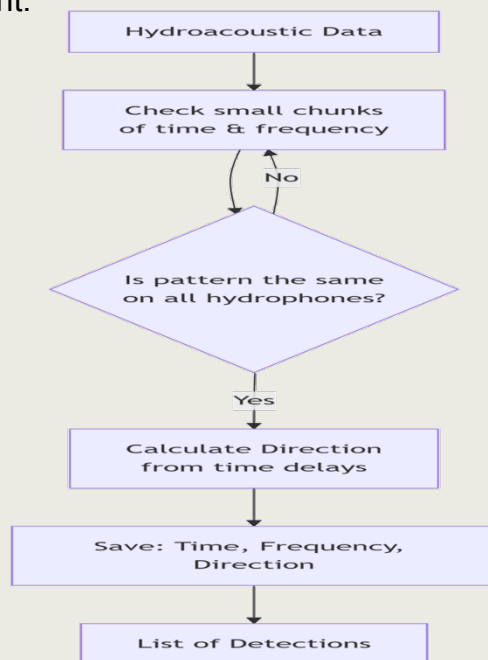 Hydroacoustic Data
Check small chunks
of time & frequency
No
Is pattern the same
on all hydrophones?
Yes
Calculate Direction
from time delays
Save: Time, Frequency,
Direction
List of Detections